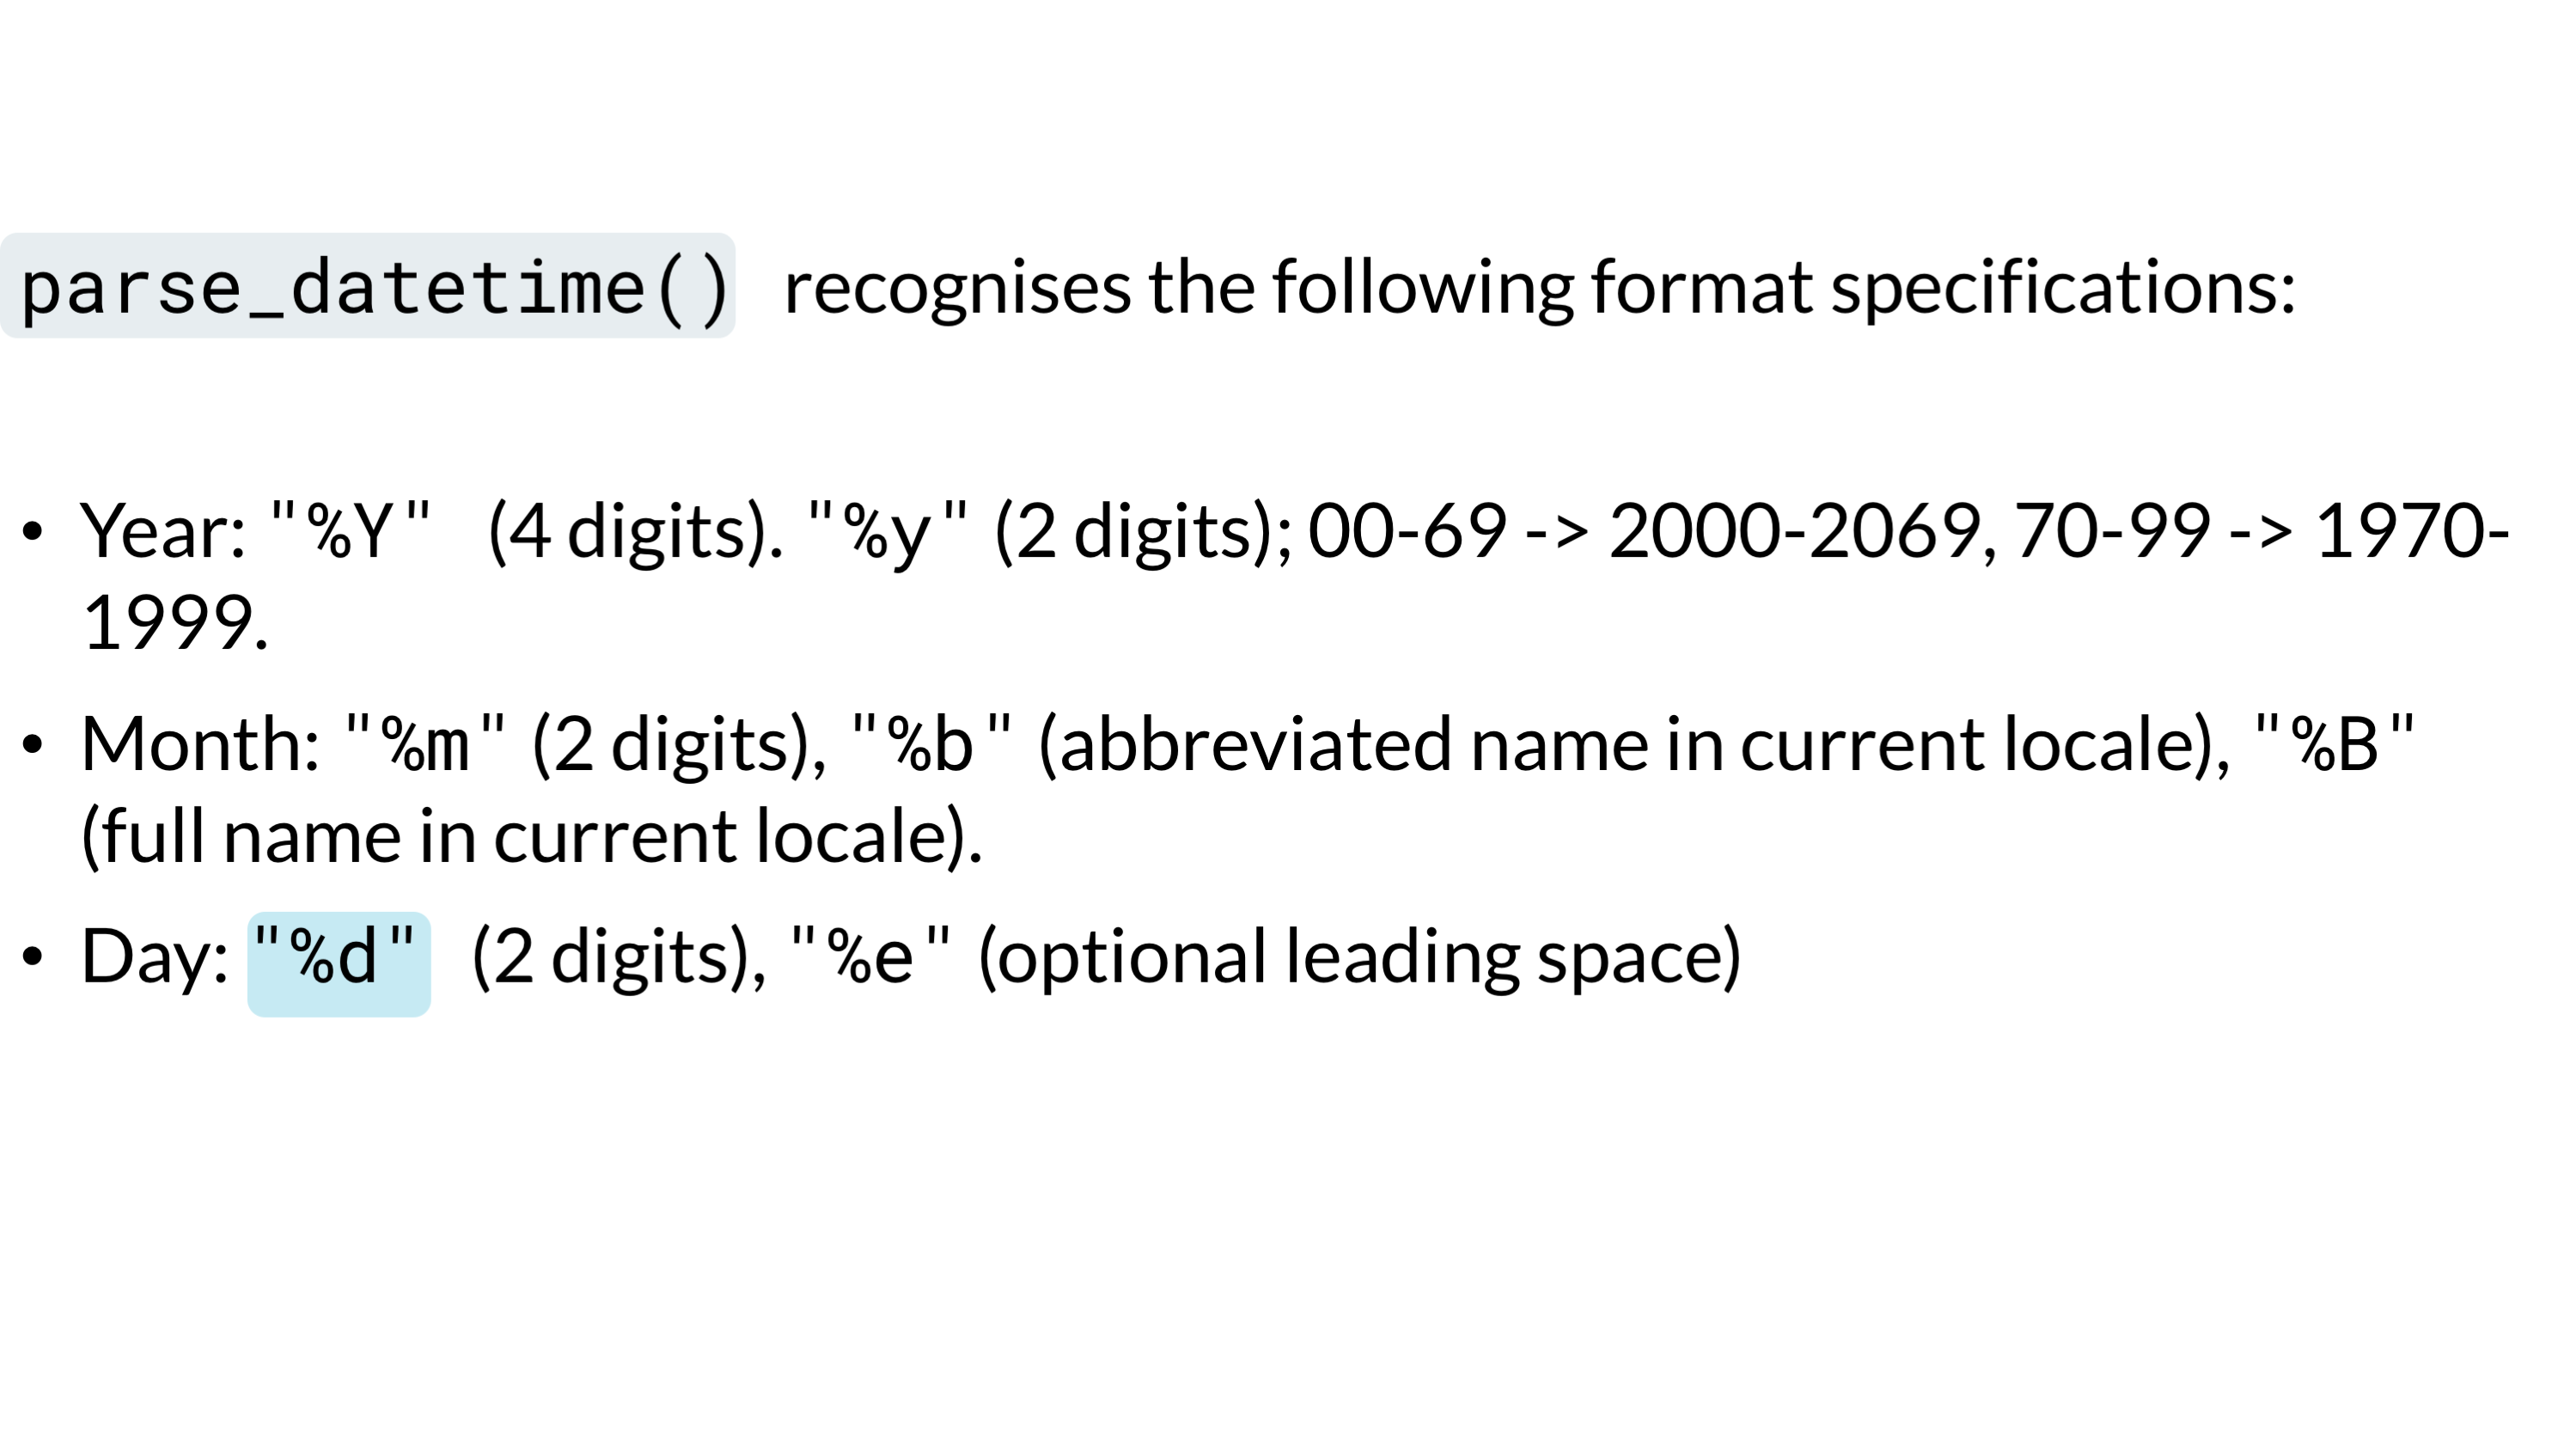 parse_datetime() recognises the following format specifications:
• Year: "%Y" (4 digits). "%y" (2 digits); 00-69 -> 2000-2069, 70-99 -> 1970-
1999.
• Month: "%m" (2 digits), "%b" (abbreviated name in current locale), "%B"
(full name in current locale).
• Day: "%d" (2 digits), "%e" (optional leading space)